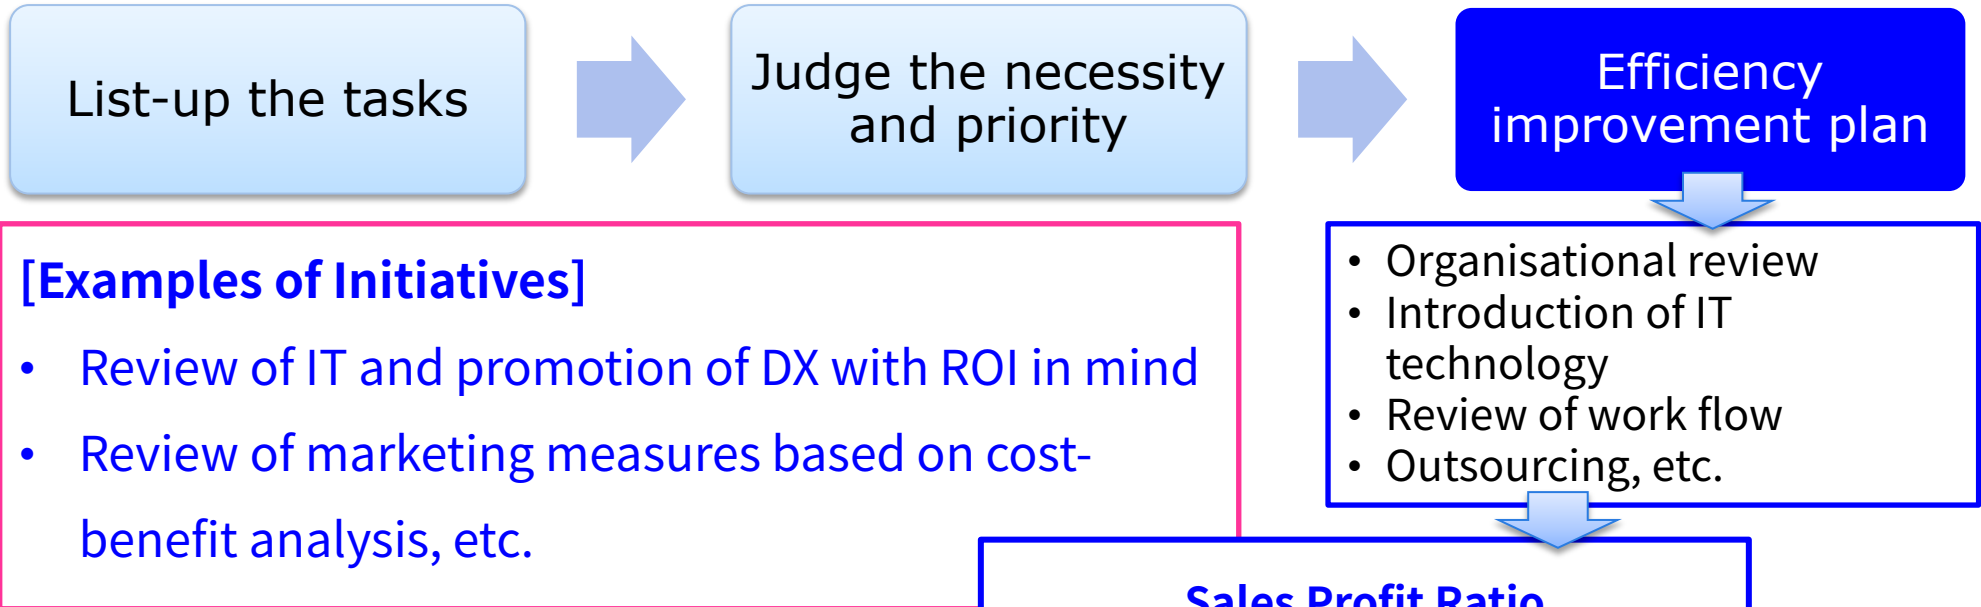 List-up the tasks
Judge the necessity
and priority
Efficiency
improvement plan
[Examples of Initiatives]
• Review of IT and promotion of DX with ROI in mind
• Review of marketing measures based on cost-
benefit analysis, etc.
• Organisational review
• Introduction of IT
technology
• Review of work flow
• Outsourcing, etc.
Sales Profit Ratio